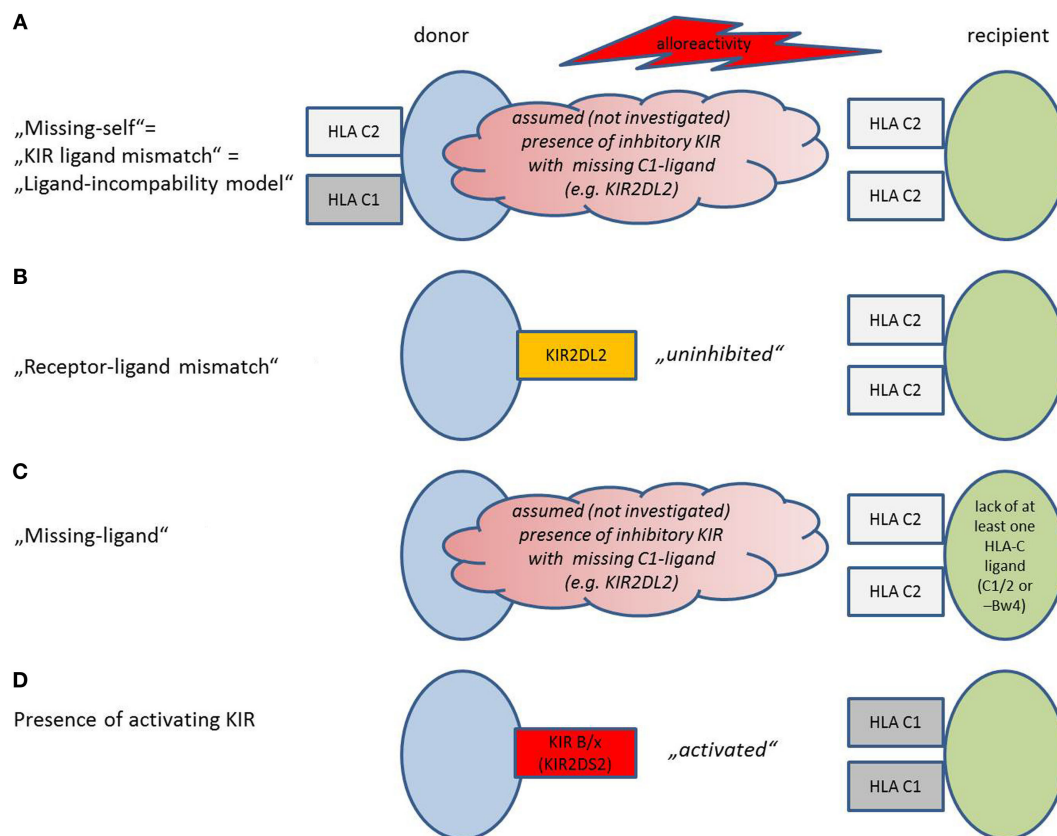 A
donor
alloreactivity
recipient
„Missing-self“=
„KIR ligand mismatch“ =
„Ligand-incompability model“
HLA C2
HLA C1
assumed (not investigated)
presence of inhbitory KIR
with missing C1-ligand
(e.g. KIR2DL2)
HLA C2
HLA C2
B
„Receptor-ligand mismatch“
KIR2DL2
„uninhibited“
HLA C2
HLA C2
C
„Missing-ligand“
assumed (not investigated)
presence of inhibitory KIR
with missing C1-ligand
(e.g. KIR2DL2)
HLA C2
HLA C2
lack of at
least one
HLA-C
ligand
(C1/2 or
–Bw4)
D
Presence of activating KIR
KIR B/x
(KIR2DS2)
„activated“
HLA C1
HLA C1